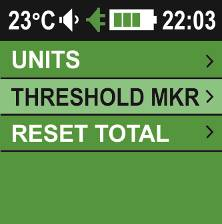 23°C 22:03
UNITS
THRESHOLD MKR
RESET TOTAL